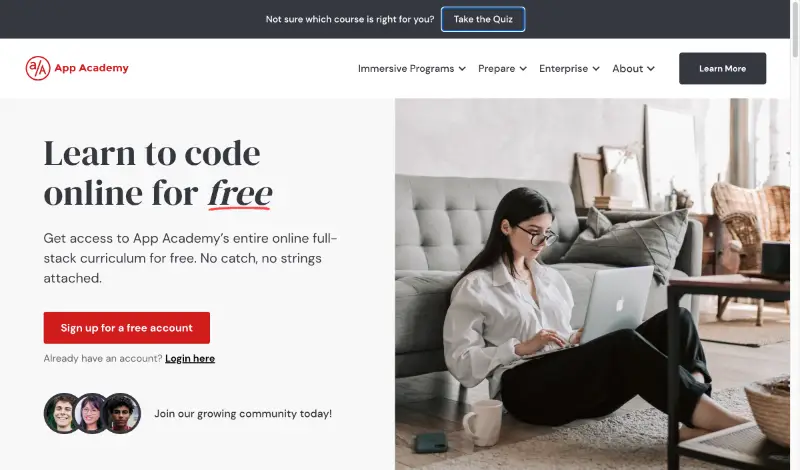 Not sure which course is right for you? Take the Quiz
a/A App Academy
Immersive Programs Prepare Enterprise About Learn More
Learn to code
online for free
Get access to App Academy's entire online full-
stack curriculum for free. No catch, no strings
attached.
Sign up for a free account
Already have an account? Login here
Join our growing community today!